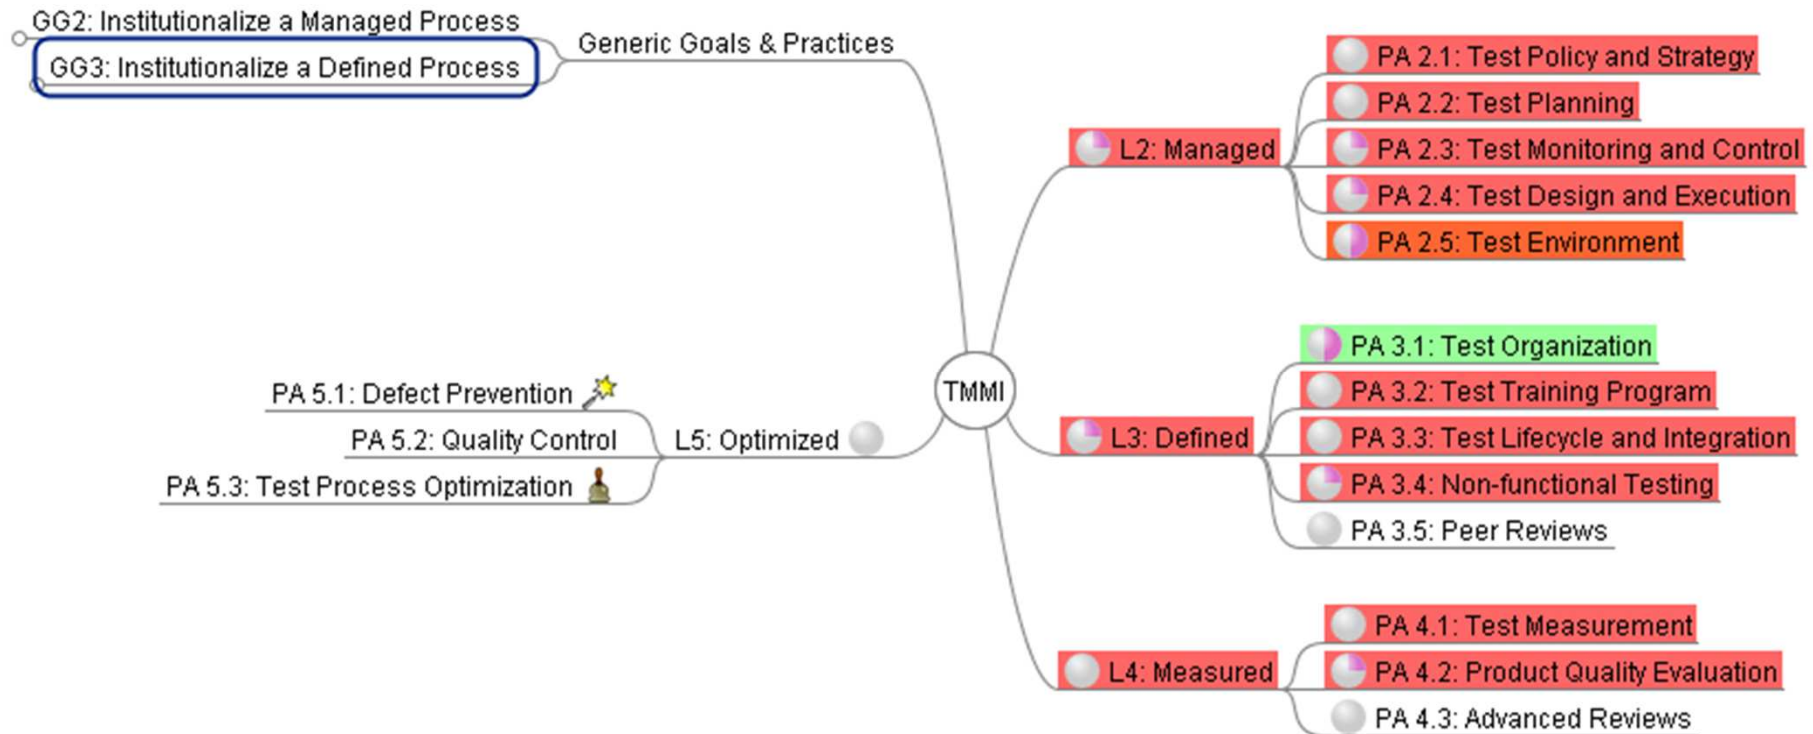 GG2: Institutionalize a Managed Process
GG3: Institutionalize a Defined Process
Generic Goals & Practices
PA 5.1: Defect Prevention
PA 5.2: Quality Control
PA 5.3: Test Process Optimization
L5: Optimized
TMMI
L2: Managed
PA 2.1: Test Policy and Strategy
PA 2.2: Test Planning
PA 2.3: Test Monitoring and Control
PA 2.4: Test Design and Execution
PA 2.5: Test Environment
L3: Defined
PA 3.1: Test Organization
PA 3.2: Test Training Program
PA 3.3: Test Lifecycle and Integration
PA 3.4: Non-functional Testing
PA 3.5: Peer Reviews
L4: Measured
PA 4.1: Test Measurement
PA 4.2: Product Quality Evaluation
PA 4.3: Advanced Reviews